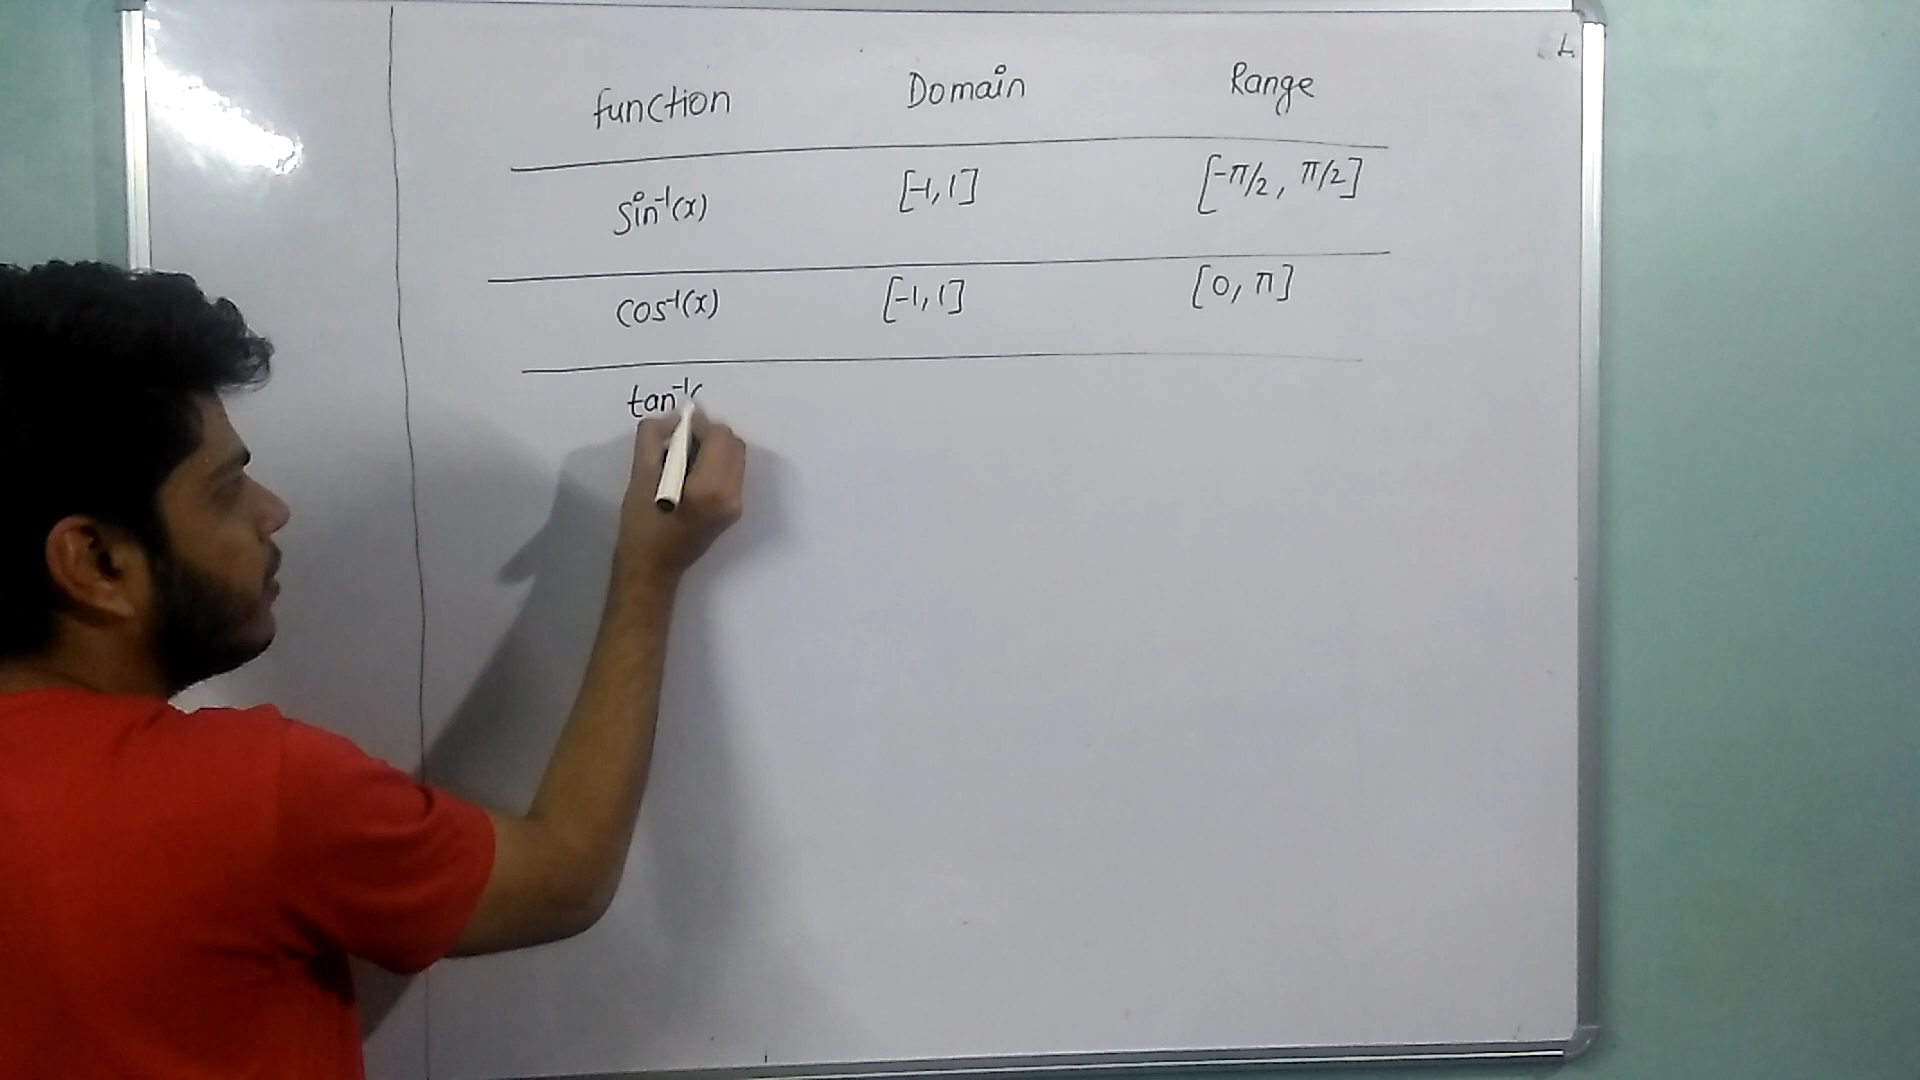 function Domain Range
sin⁻¹(x) [-1,1] [-π/2, π/2]
cos⁻¹(x) [-1,1] [0, π]
tan⁻¹(